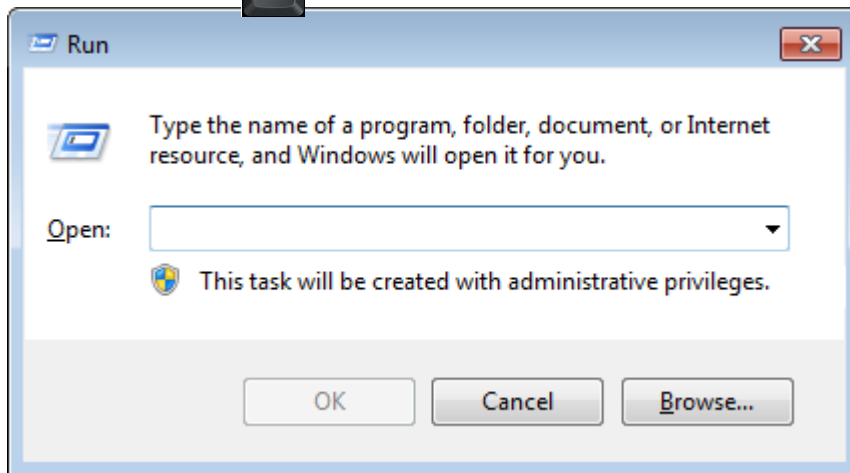 Run
Type the name of a program, folder, document, or Internet
resource, and Windows will open it for you.
Open:
This task will be created with administrative privileges.
OK
Cancel
Browse...